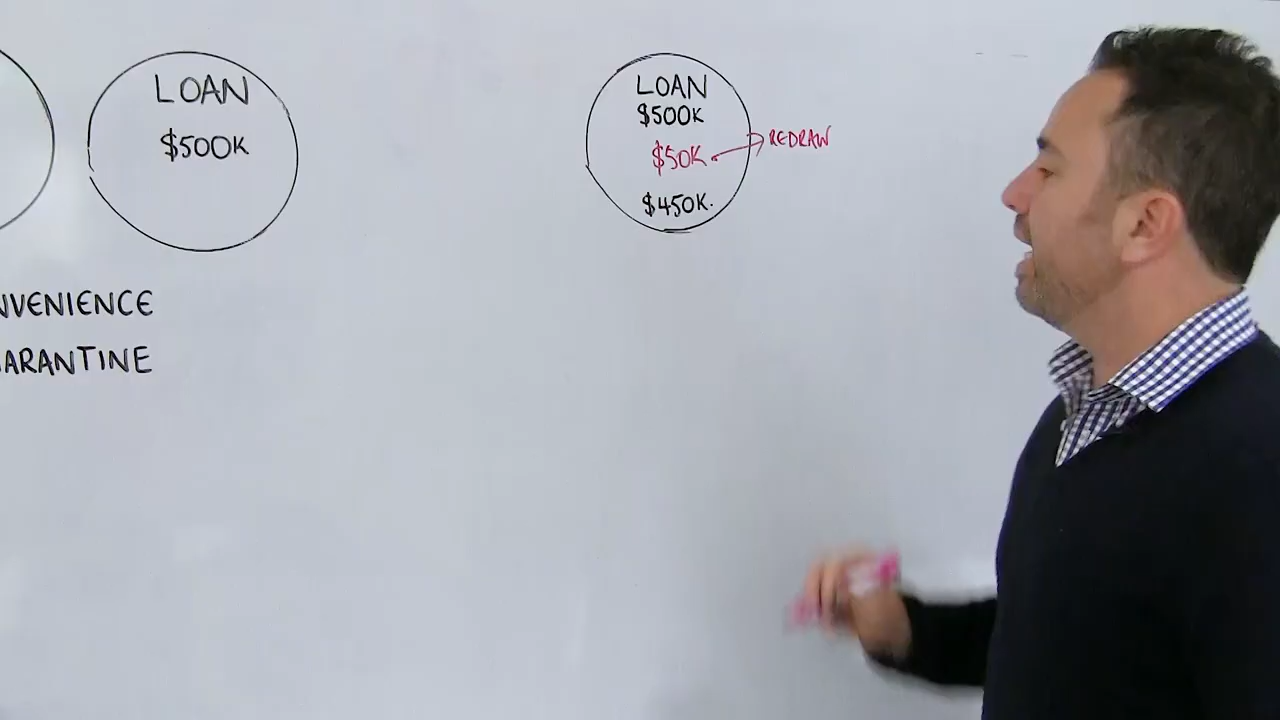 LOAN
$500K
NVENIENCE
ARANTINE
LOAN
$500K
$50K → REDRAW
$450K.